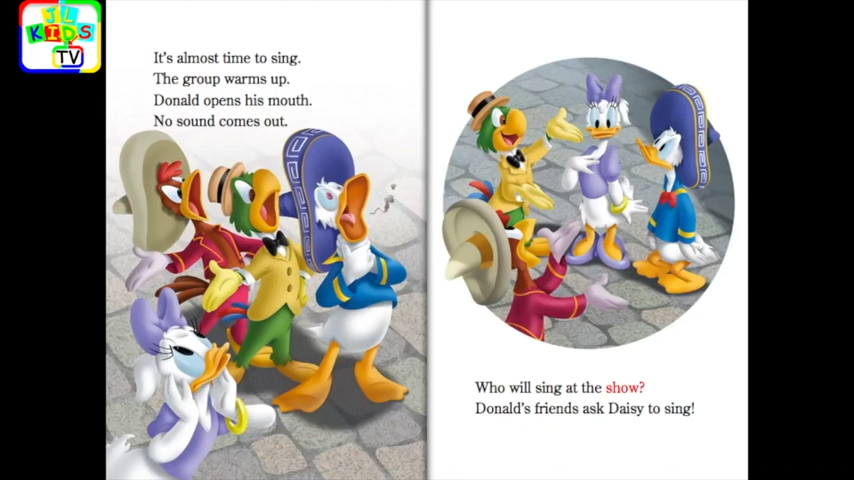 JL
KIDS
TV
It's almost time to sing.
The group warms up.
Donald opens his mouth.
No sound comes out.
Who will sing at the show?
Donald's friends ask Daisy to sing!